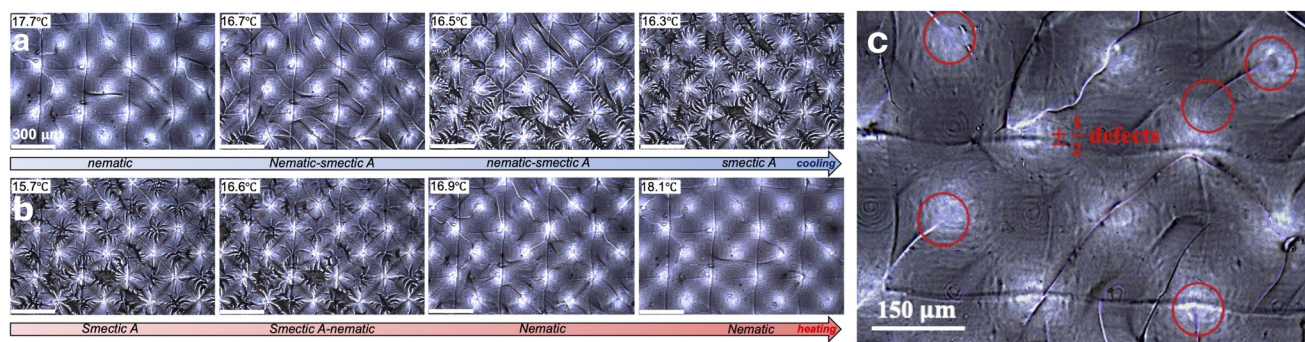 a
17.7℃
16.7℃
16.5℃
16.3℃
300 μm
nematic
Nematic-smectic A
nematic-smectic A
smectic A
cooling
b
15.7℃
16.6℃
16.9℃
18.1℃
Smectic A
Smectic A-nematic
Nematic
Nematic
heating
c
± 1/2 defects
150 μm